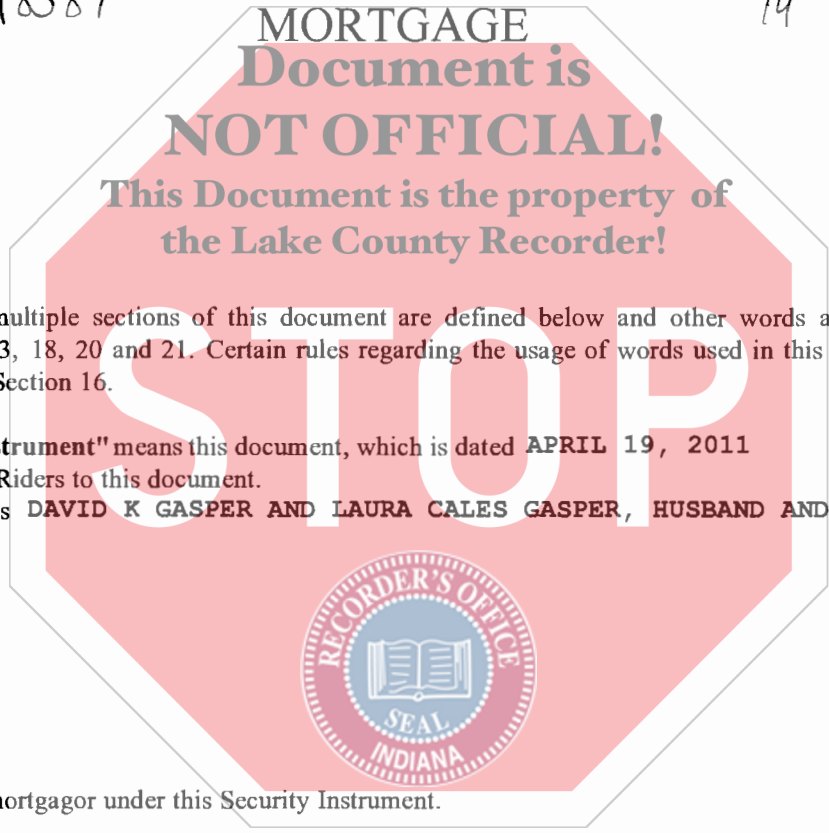 MORTGAGE
14
Document is
NOT OFFICIAL!
This Document is the property of
the Lake County Recorder!
multiple sections of this document are defined below and other words a
3, 18, 20 and 21. Certain rules regarding the usage of words used in this
Section 16.
trument" means this document, which is dated APRIL 19, 2011
Riders to this document.
s DAVID K GASPER AND LAURA CALES GASPER, HUSBAND AND
STOP
RECORDER'S OFFICE
SEAL
INDIANA
mortgagor under this Security Instrument.